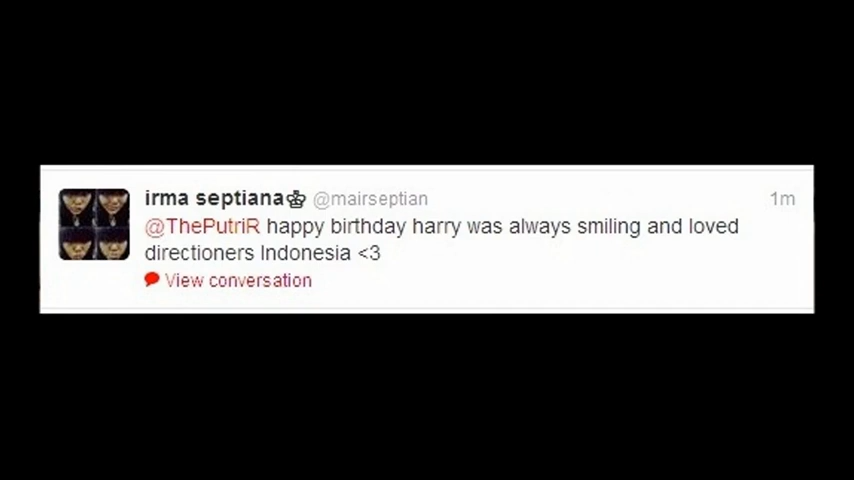 irma septiana♔ @mairseptian 1m
@ThePutriR happy birthday harry was always smiling and loved
directioners Indonesia <3
View conversation